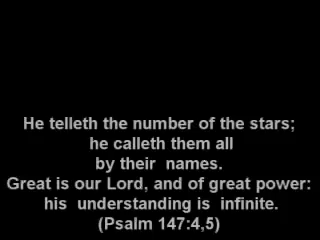 He telleth the number of the stars;
he calleth them all
by their names.
Great is our Lord, and of great power:
his understanding is infinite.
(Psalm 147:4,5)